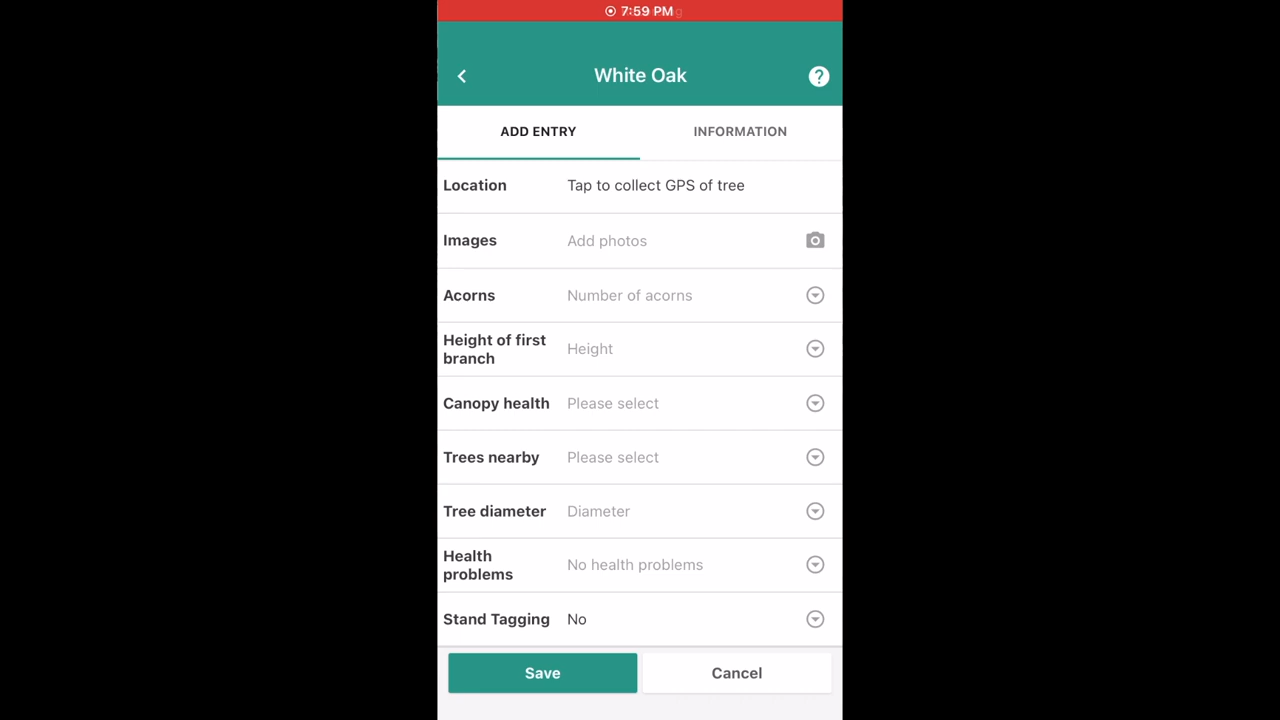 7:59 PM
White Oak
ADD ENTRY INFORMATION
Location Tap to collect GPS of tree
Images Add photos
Acorns Number of acorns
Height of first
branch Height
Canopy health Please select
Trees nearby Please select
Tree diameter Diameter
Health
problems No health problems
Stand Tagging No
Save Cancel